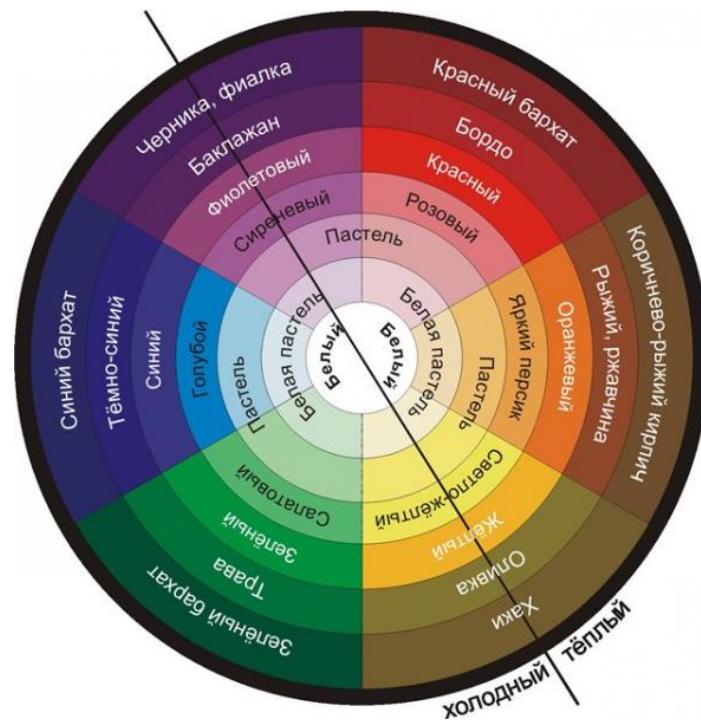 Черника, фиалка
Баклажан
Фиолетовый
Сиреневый
Пастель
Красный бархат
Бордо
Красный
Розовый
Коричнево-рыжий кирпич
Рыжий, ржавчина
Оранжевый
Яркий персик
Пастель
Белая пастель
Белый
Белый
Белая пастель
Пастель
Голубой
Синий
Тёмно-синий
Синий бархат
Салатовый
Зелёный
Трава
Зелёный бархат
Светло-жёлтый
Жёлтый
Оливка
Хаки
холодный
тёплый